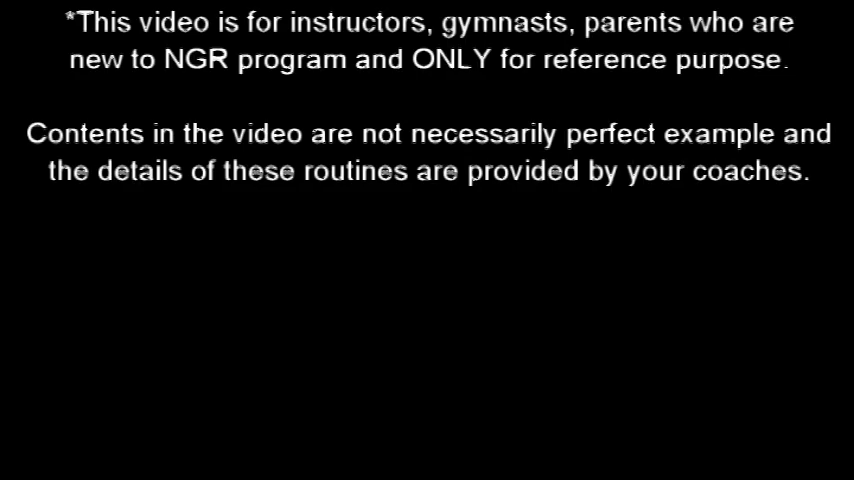 *This video is for instructors, gymnasts, parents who are
new to NGR program and ONLY for reference purpose.
Contents in the video are not necessarily perfect example and
the details of these routines are provided by your coaches.